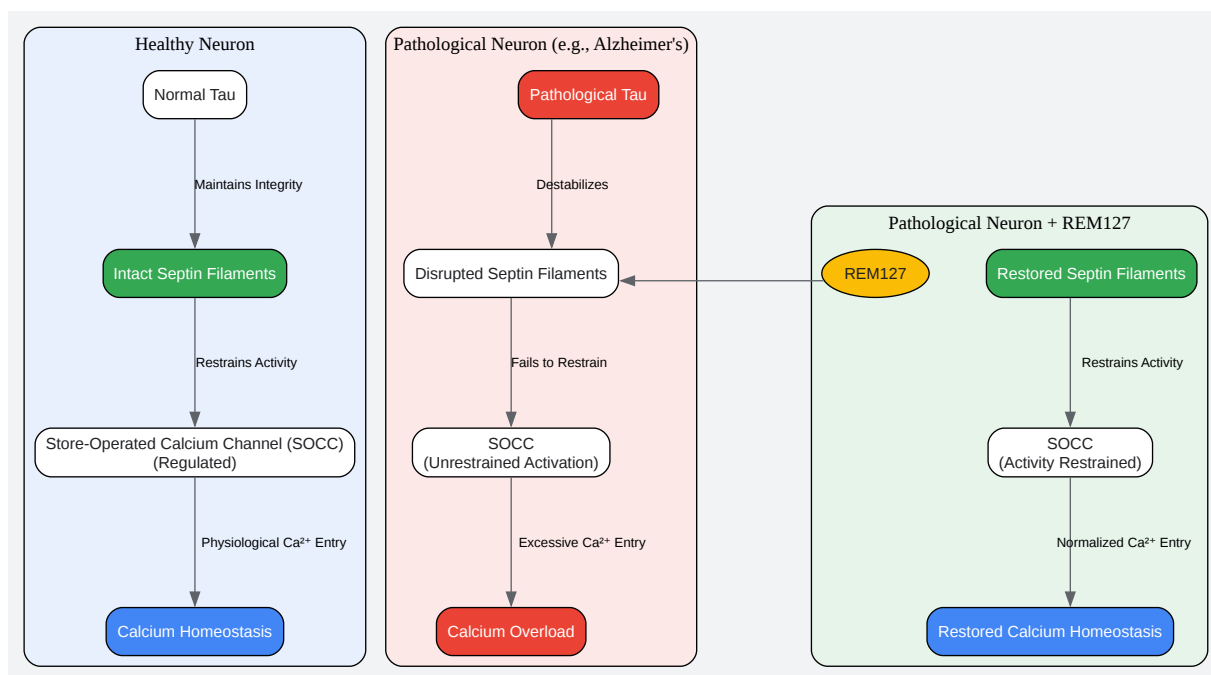 Healthy Neuron
Normal Tau
Maintains Integrity
Intact Septin Filaments
Restrains Activity
Store-Operated Calcium Channel (SOCC)
(Regulated)
Physiological Ca²⁺ Entry
Calcium Homeostasis
Pathological Neuron (e.g., Alzheimer's)
Pathological Tau
Destabilizes
Disrupted Septin Filaments
Fails to Restrain
SOCC
(Unrestrained Activation)
Excessive Ca²⁺ Entry
Calcium Overload
Pathological Neuron + REM127
REM127
Restored Septin Filaments
Restrains Activity
SOCC
(Activity Restrained)
Normalized Ca²⁺ Entry
Restored Calcium Homeostasis